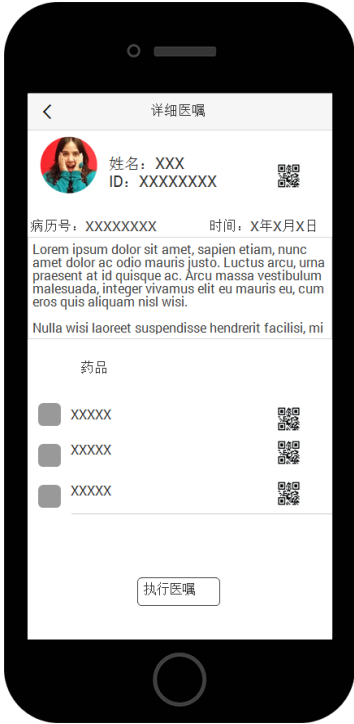 详细医嘱
姓名：XXX
ID：XXXXXXXX
病历号：XXXXXXXX 时间：X年X月X日
Lorem ipsum dolor sit amet, sapien etiam, nunc
amet dolor ac odio mauris justo. Luctus arcu, urna
praesent at id quisque ac. Arcu massa vestibulum
malesuada, integer vivamus elit eu mauris eu, cum
eros quis aliquam nisl wisi.
Nulla wisi laoreet suspendisse hendrerit facilisi, mi
药品
XXXXX
XXXXX
XXXXX
执行医嘱